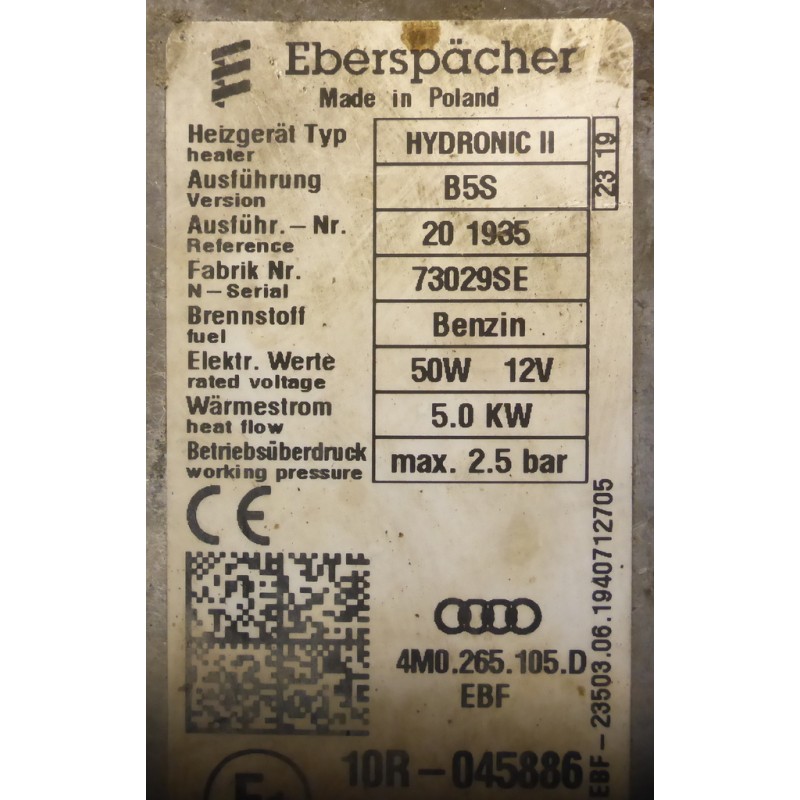 Eberspächer
Made in Poland
Heizgerät Typ HYDRONIC II
heater
23 19
Ausführung B5S
Version
Ausführ.-Nr. 20 1935
Reference
Fabrik Nr. 73029SE
N-Serial
Brennstoff Benzin
fuel
Elektr. Werte 50W 12V
rated voltage
Wärmestrom 5.0 KW
heat flow
Betriebsüberdruck max. 2.5 bar
working pressure
CE
4M0.265.105.D
EBF
10R-045886
E1
EBF-23503.06.1940712705